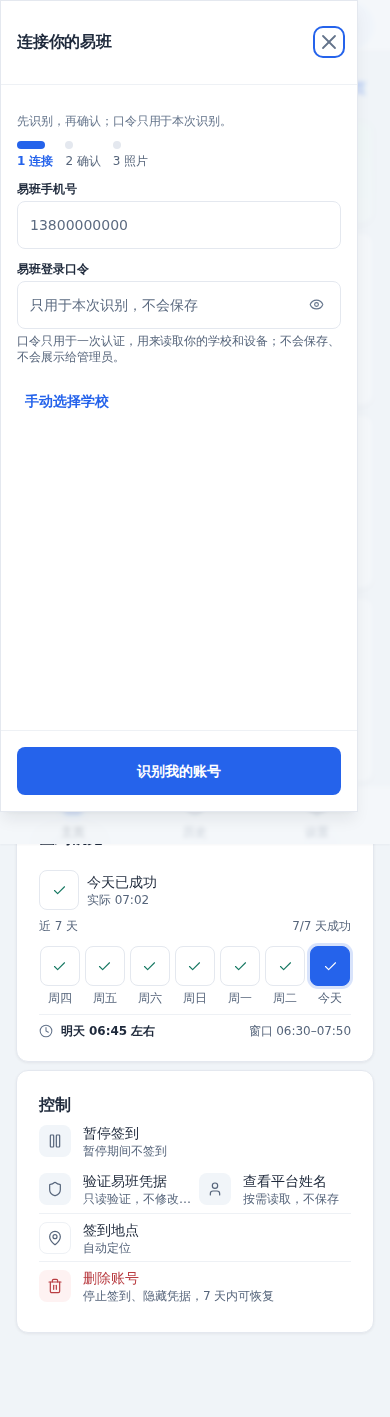 连接你的易班
先识别，再确认；口令只用于本次识别。
1 连接 2 确认 3 照片
易班手机号
13800000000
易班登录口令
只用于本次识别，不会保存
口令只用于一次认证，用来读取你的学校和设备；不会保存、
不会展示给管理员。
手动选择学校
识别我的账号
今天已成功
实际 07:02
近 7 天 7/7 天成功
周四 周五 周六 周日 周一 周二 今天
明天 06:45 左右 窗口 06:30–07:50
控制
暂停签到
暂停期间不签到
验证易班凭据 查看平台姓名
只读验证，不修改… 按需读取，不保存
签到地点
自动定位
删除账号
停止签到、隐藏凭据，7 天内可恢复